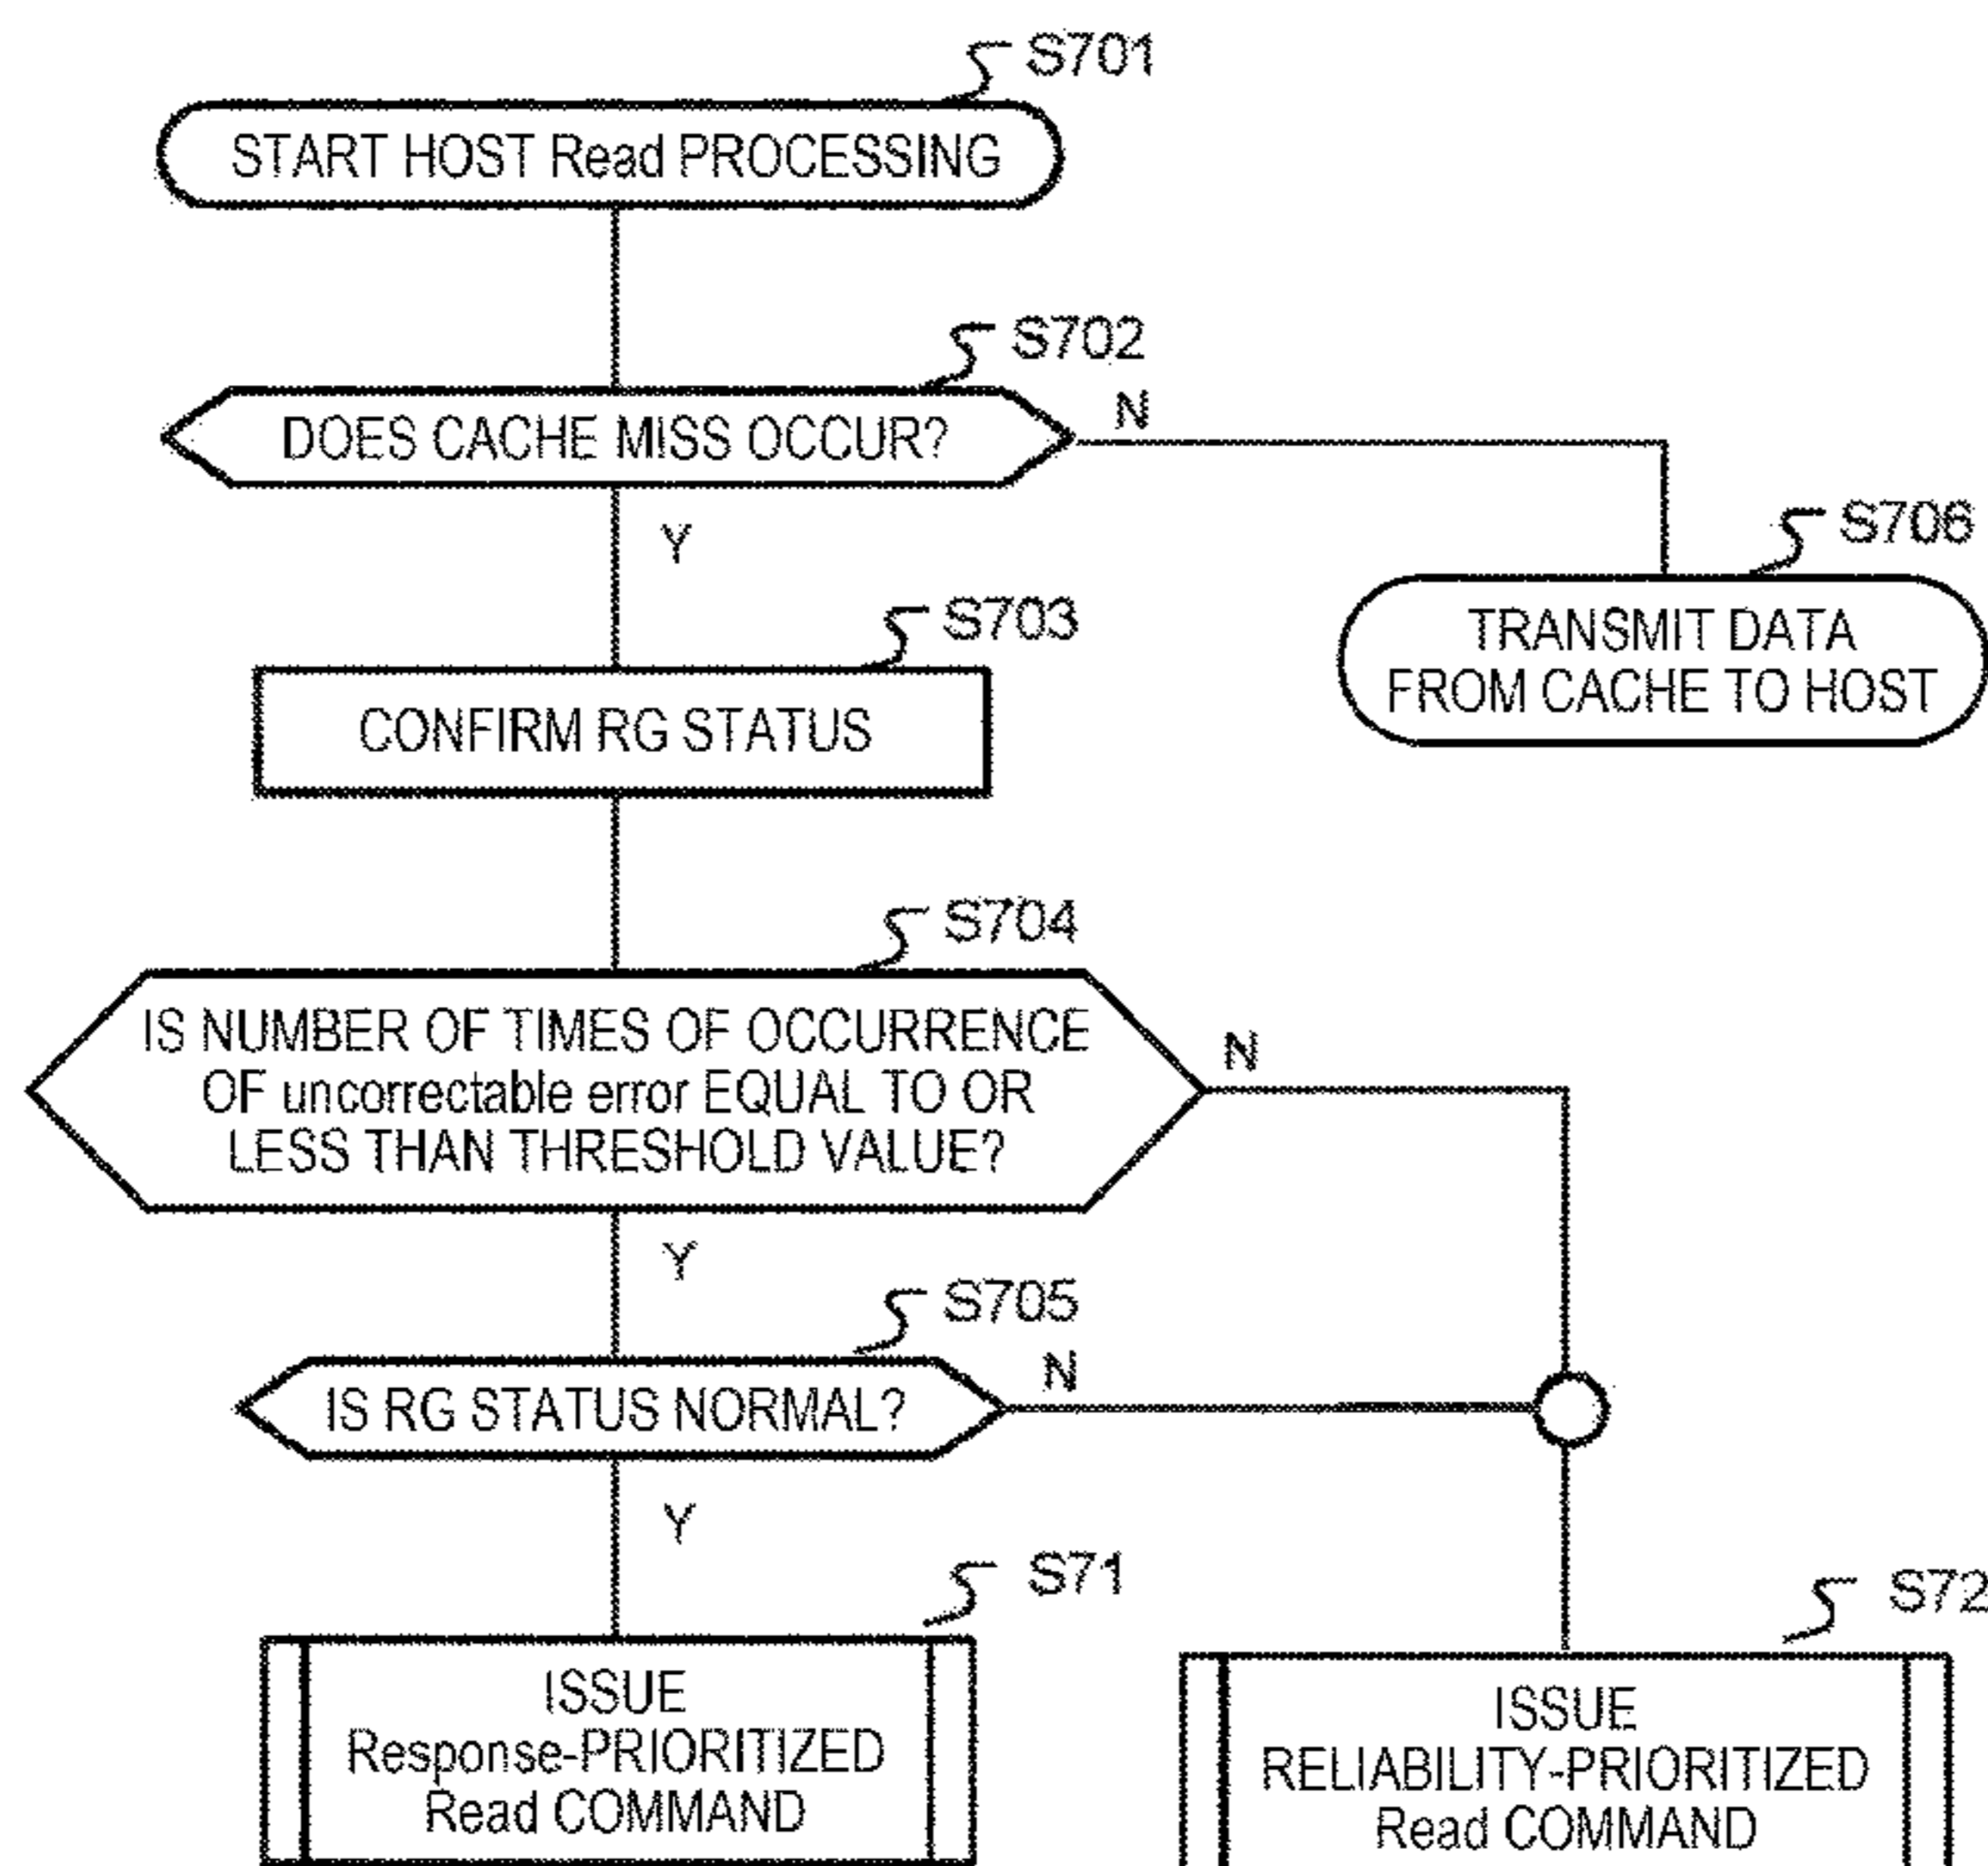 S701
START HOST Read PROCESSING
S702
DOES CACHE MISS OCCUR?
N
Y
S706
TRANSMIT DATA
FROM CACHE TO HOST
S703
CONFIRM RG STATUS
S704
IS NUMBER OF TIMES OF OCCURRENCE
OF uncorrectable error EQUAL TO OR
LESS THAN THRESHOLD VALUE?
N
Y
S705
IS RG STATUS NORMAL?
N
Y
S71
ISSUE
Response-PRIORITIZED
Read COMMAND
S72
ISSUE
RELIABILITY-PRIORITIZED
Read COMMAND